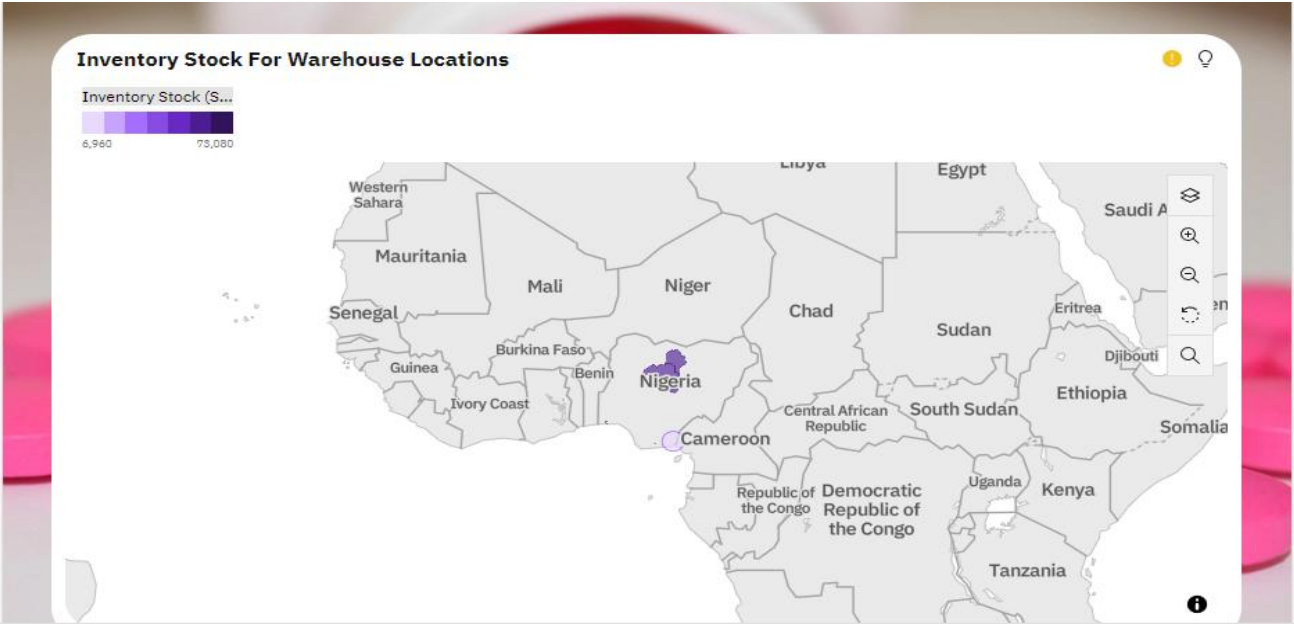 Inventory Stock For Warehouse Locations
Inventory Stock (S...
6,960 73,080
Libya
Egypt
Western
Sahara
Saudi A
Mauritania
Mali
Niger
Chad
Senegal
Eritrea
en
Sudan
Burkina Faso
Djibouti
Guinea
Benin
Nigeria
Ethiopia
Ivory Coast
Central African
Republic
South Sudan
Somalia
Cameroon
Uganda
Kenya
Republic of
the Congo
Democratic
Republic of
the Congo
Tanzania